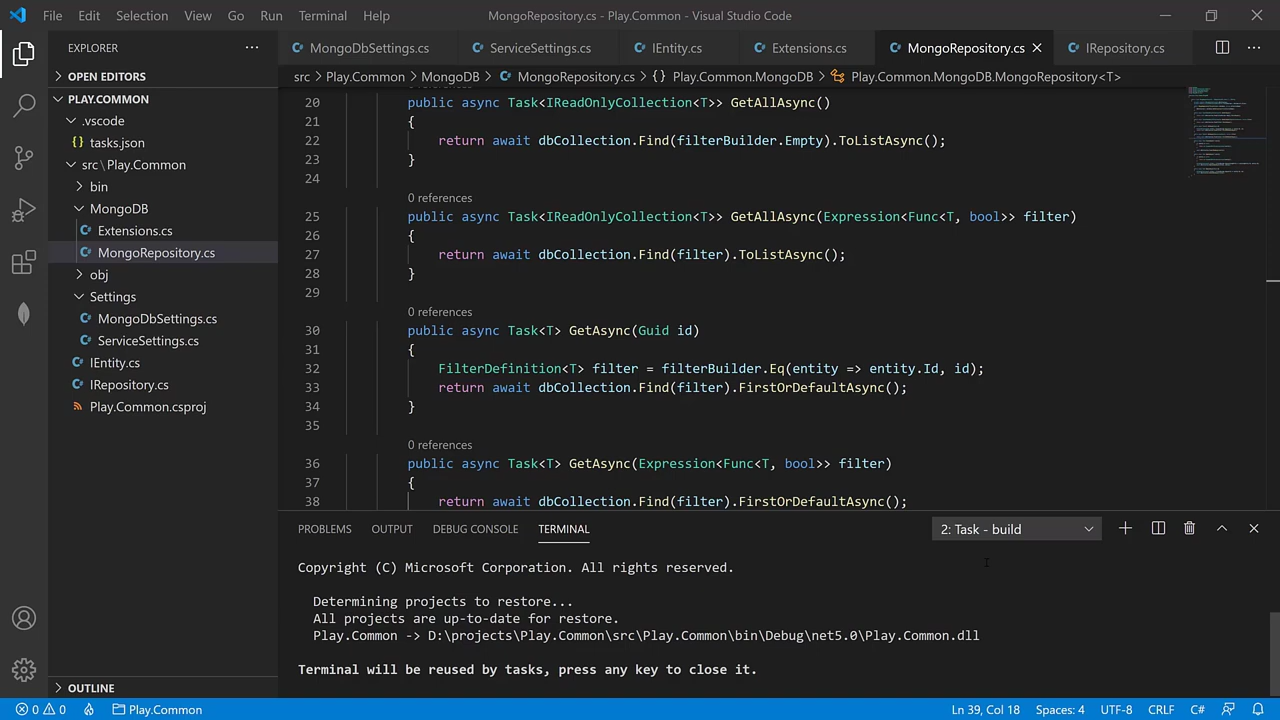 File Edit Selection View Go Run Terminal Help MongoRepository.cs - Play.Common - Visual Studio Code
EXPLORER
OPEN EDITORS
PLAY.COMMON
.vscode
tasks.json
src \ Play.Common
bin
MongoDB
Extensions.cs
MongoRepository.cs
obj
Settings
MongoDbSettings.cs
ServiceSettings.cs
IEntity.cs
IRepository.cs
Play.Common.csproj
OUTLINE
MongoDbSettings.cs ServiceSettings.cs IEntity.cs Extensions.cs MongoRepository.cs IRepository.cs
src > Play.Common > MongoDB > MongoRepository.cs > {} Play.Common.MongoDB > Play.Common.MongoDB.MongoRepository<T>
20 public async Task<IReadOnlyCollection<T>> GetAllAsync()
21 {
22 return await dbCollection.Find(filterBuilder.Empty).ToListAsync();
23 }
24
0 references
25 public async Task<IReadOnlyCollection<T>> GetAllAsync(Expression<Func<T, bool>> filter)
26 {
27 return await dbCollection.Find(filter).ToListAsync();
28 }
29
0 references
30 public async Task<T> GetAsync(Guid id)
31 {
32 FilterDefinition<T> filter = filterBuilder.Eq(entity => entity.Id, id);
33 return await dbCollection.Find(filter).FirstOrDefaultAsync();
34 }
35
0 references
36 public async Task<T> GetAsync(Expression<Func<T, bool>> filter)
37 {
38 return await dbCollection.Find(filter).FirstOrDefaultAsync();
PROBLEMS OUTPUT DEBUG CONSOLE TERMINAL 2: Task - build
Copyright (C) Microsoft Corporation. All rights reserved.
Determining projects to restore...
All projects are up-to-date for restore.
Play.Common -> D:\projects\Play.Common\src\Play.Common\bin\Debug\net5.0\Play.Common.dll
Terminal will be reused by tasks, press any key to close it.
0 0 Play.Common Ln 39, Col 18 Spaces: 4 UTF-8 CRLF C#